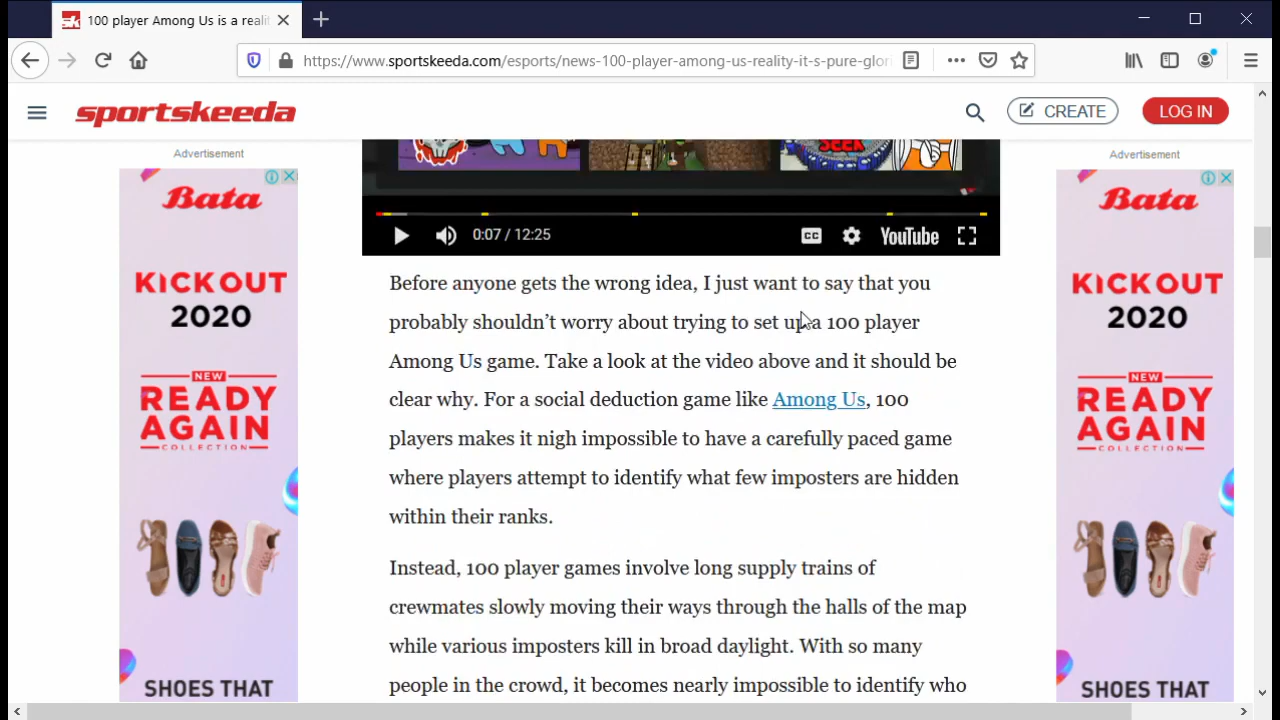 100 player Among Us is a realit
https://www.sportskeeda.com/esports/news-100-player-among-us-reality-it-s-pure-glori
sportskeeda
CREATE
LOG IN
Advertisement
Advertisement
Bata
KICKOUT
2020
NEW
READY
AGAIN
COLLECTION
SHOES THAT
SEEK
0:07 / 12:25
CC
YouTube
Before anyone gets the wrong idea, I just want to say that you
probably shouldn't worry about trying to set up a 100 player
Among Us game. Take a look at the video above and it should be
clear why. For a social deduction game like Among Us, 100
players makes it nigh impossible to have a carefully paced game
where players attempt to identify what few imposters are hidden
within their ranks.
Instead, 100 player games involve long supply trains of
crewmates slowly moving their ways through the halls of the map
while various imposters kill in broad daylight. With so many
people in the crowd, it becomes nearly impossible to identify who
Bata
KICKOUT
2020
NEW
READY
AGAIN
COLLECTION
SHOES THAT